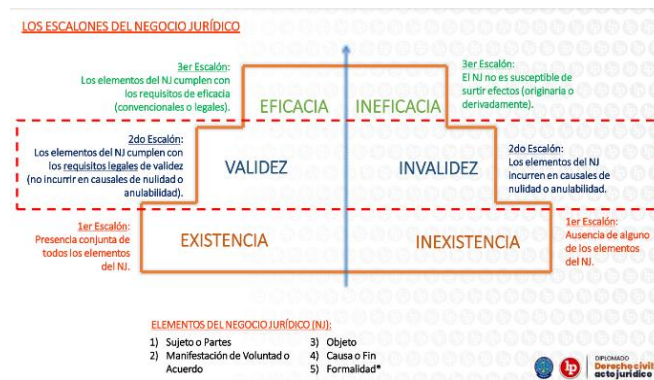 LOS ESCALONES DEL NEGOCIO JURÍDICO
3er Escalón:
Los elementos del NJ cumplen con
los requisitos de eficacia
(convencionales o legales).
EFICACIA
INEFICACIA
3er Escalón:
El NJ no es susceptible de
surtir efectos (originaria o
derivadamente).
2do Escalón:
Los elementos del NJ cumplen con
los requisitos legales de validez
(no incurrir en causales de nulidad o
anulabilidad).
VALIDEZ
INVALIDEZ
2do Escalón:
Los elementos del NJ
incurren en causales de
nulidad o anulabilidad.
1er Escalón:
Presencia conjunta de
todos los elementos
del NJ.
EXISTENCIA
INEXISTENCIA
1er Escalón:
Ausencia de alguno
de los elementos
del NJ.
ELEMENTOS DEL NEGOCIO JURÍDICO (NJ):
1) Sujeto o Partes
2) Manifestación de Voluntad o
Acuerdo
3) Objeto
4) Causa o Fin
5) Formalidad*
lp
DIPLOMADO
Derecho civil
acto jurídico